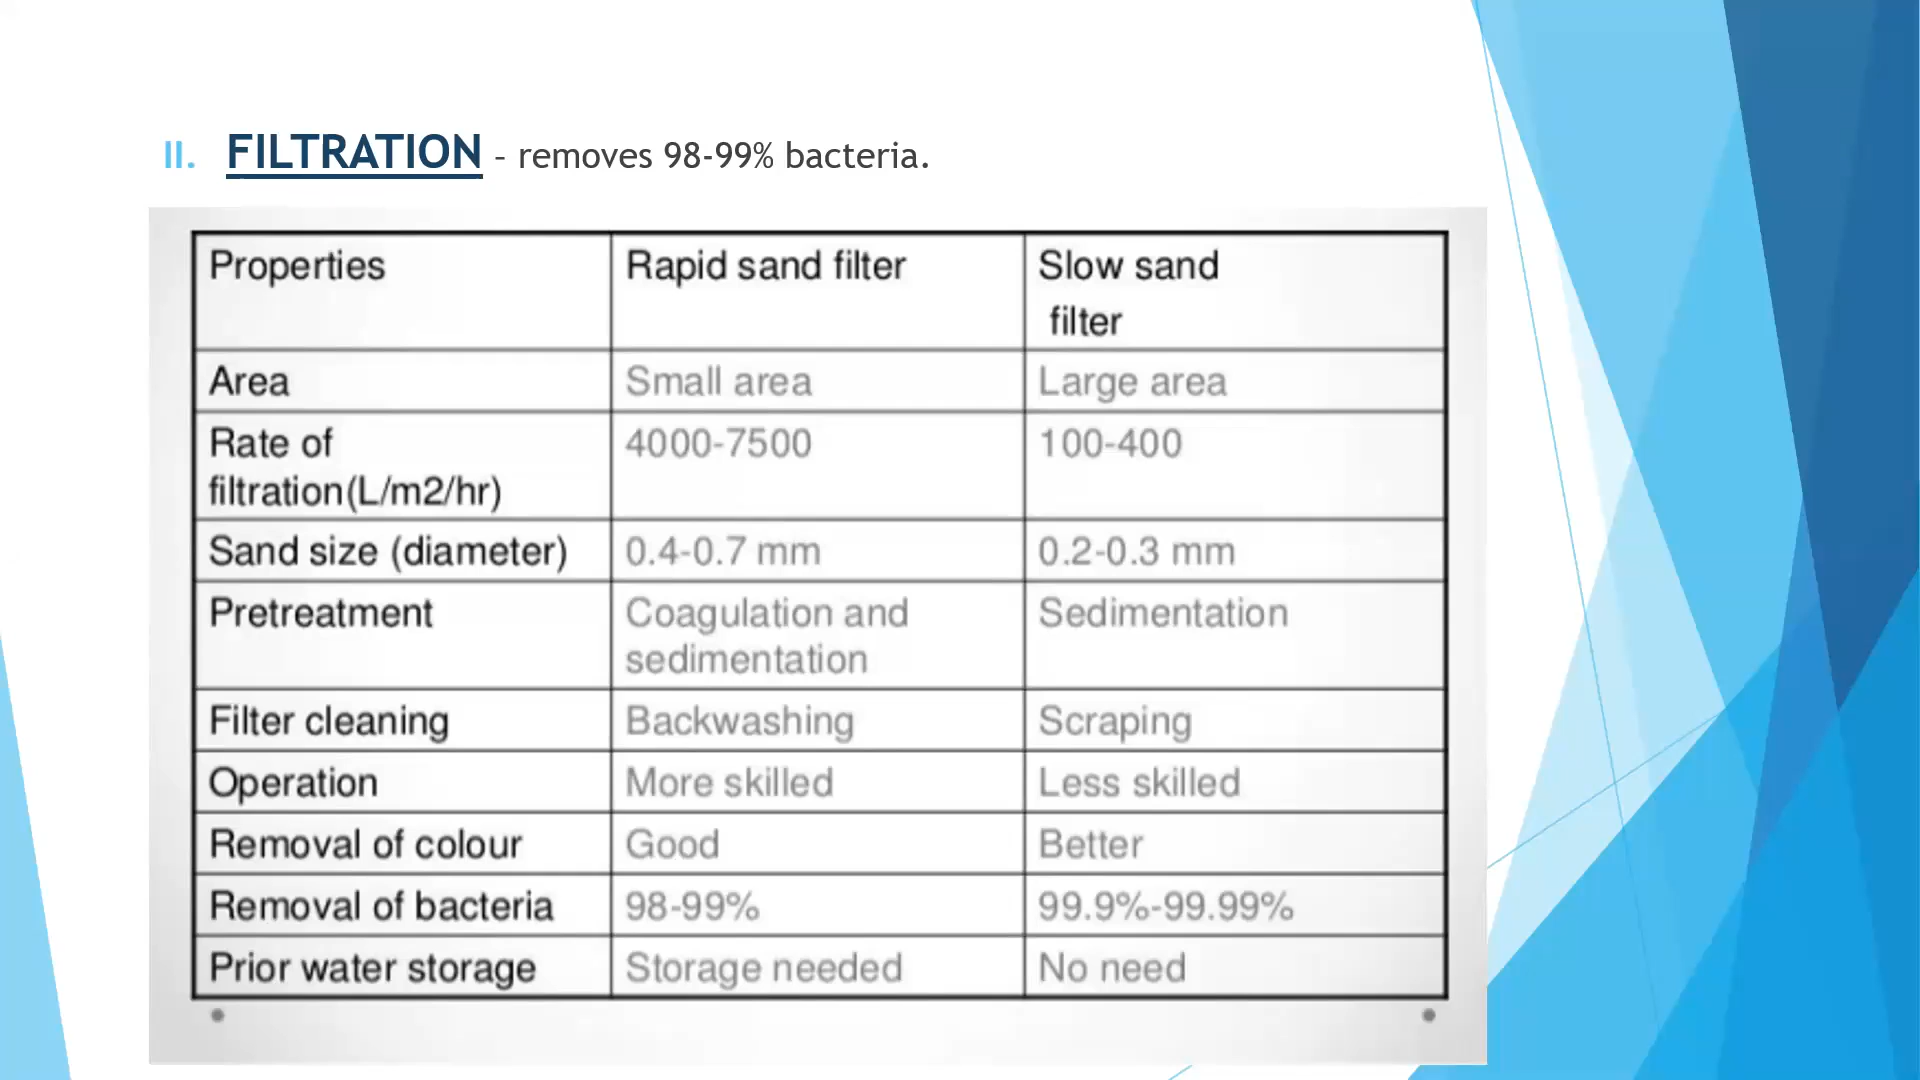 II. FILTRATION – removes 98-99% bacteria.
Properties Rapid sand filter Slow sand
filter
Area Small area Large area
Rate of 4000-7500 100-400
filtration(L/m2/hr)
Sand size (diameter) 0.4-0.7 mm 0.2-0.3 mm
Pretreatment Coagulation and Sedimentation
sedimentation
Filter cleaning Backwashing Scraping
Operation More skilled Less skilled
Removal of colour Good Better
Removal of bacteria 98-99% 99.9%-99.99%
Prior water storage Storage needed No need